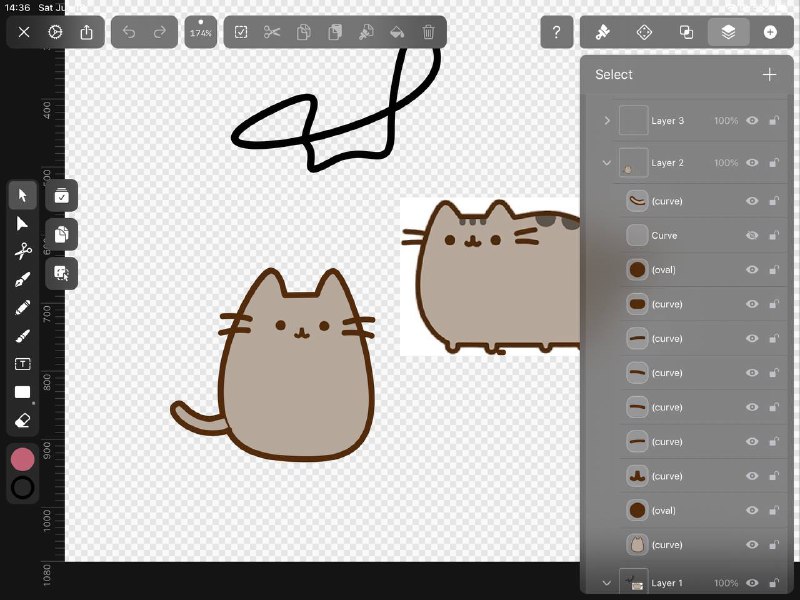 14:36 Sat Ju
174%
?
T
Select
Layer 3 100%
Layer 2 100%
(curve)
Curve
(oval)
(curve)
(curve)
(curve)
(curve)
(curve)
(curve)
(oval)
(curve)
Layer 1 100%
400
500
600
700
800
900
1000
1080